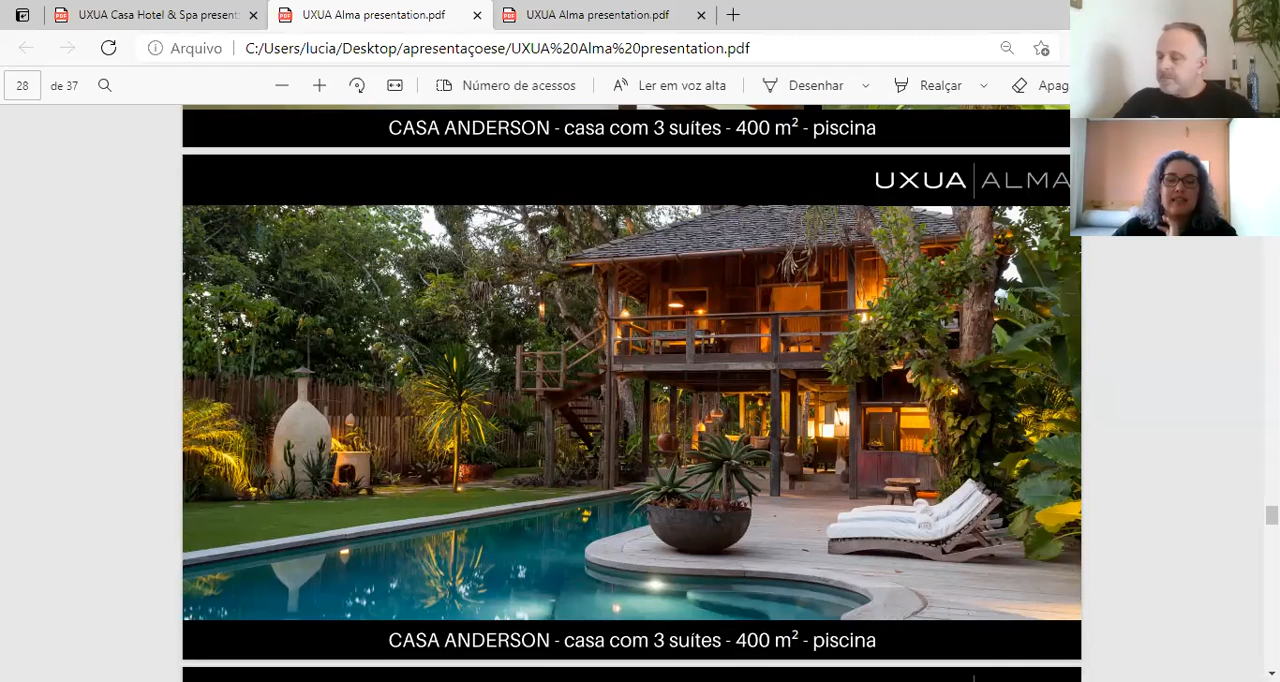 UXUA Casa Hotel & Spa present
UXUA Alma presentation.pdf
UXUA Alma presentation.pdf
Arquivo
C:/Users/lucia/Desktop/apresentaçoese/UXUA%20Alma%20presentation.pdf
28 de 37
Número de acessos
Ler em voz alta
Desenhar
Realçar
Apag
CASA ANDERSON - casa com 3 suítes - 400 m² - piscina
UXUA | ALMA
CASA ANDERSON - casa com 3 suítes - 400 m² - piscina